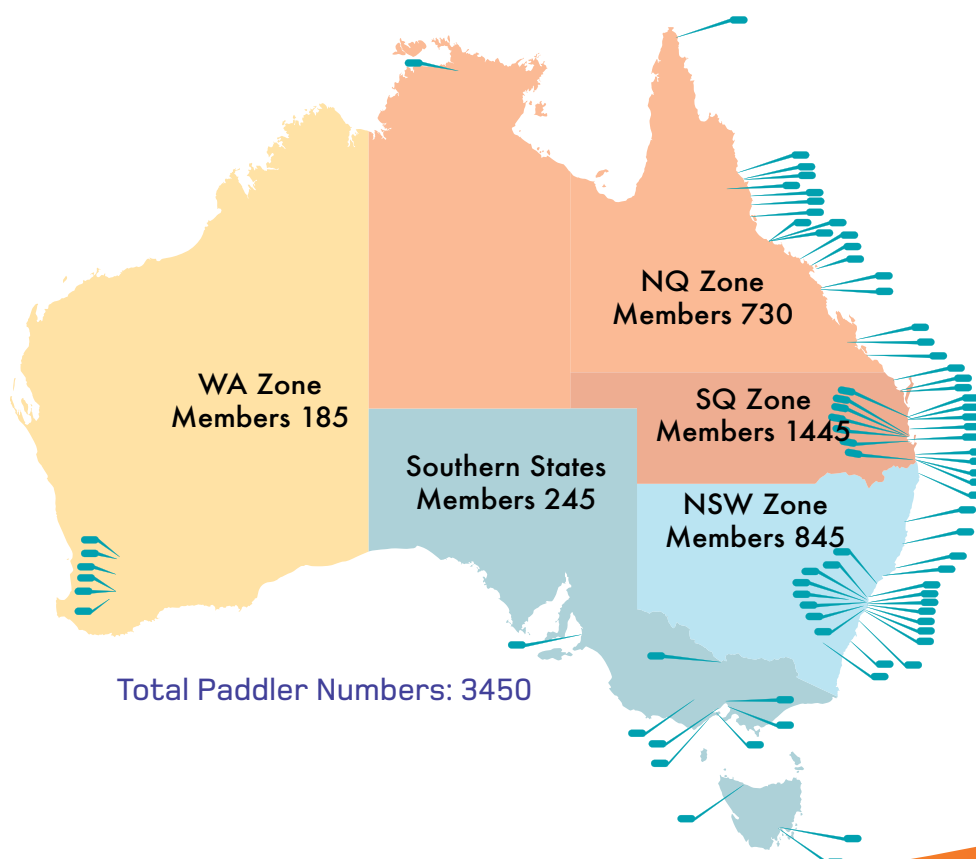 NQ Zone
Members 730
WA Zone
Members 185
SQ Zone
Members 1445
Southern States
Members 245
NSW Zone
Members 845
Total Paddler Numbers: 3450